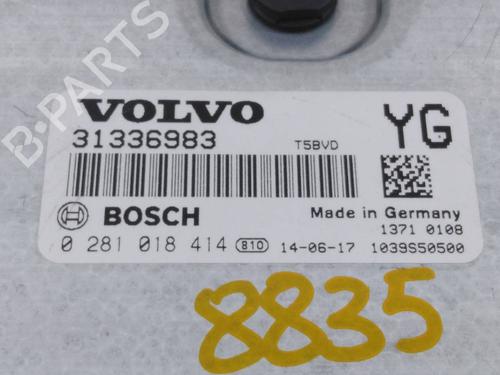 B-PARTS
VOLVO
YG
31336983
T5BVD
BOSCH
Made in Germany
1371 0108
0 281 018 414 810 14-06-17 1039S50500
8835